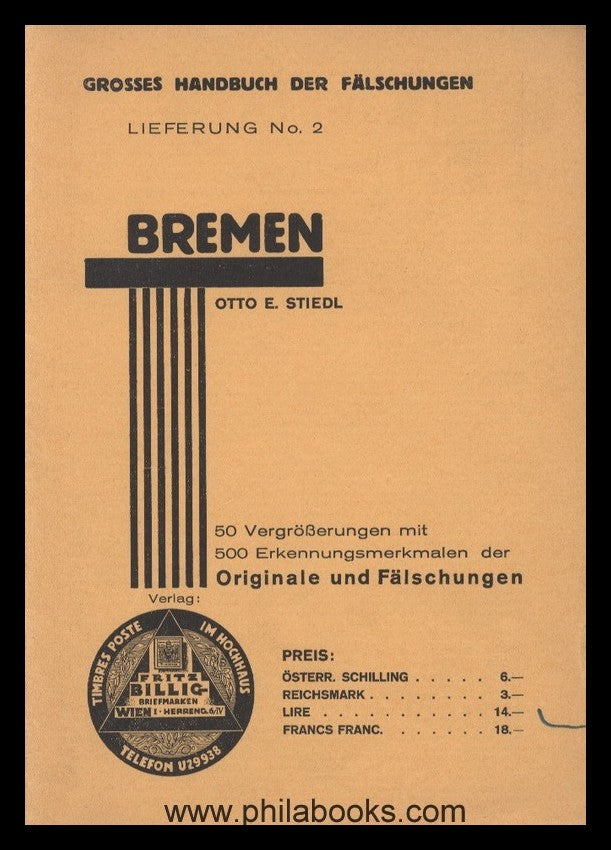 GROSSES HANDBUCH DER FÄLSCHUNGEN
LIEFERUNG No. 2
BREMEN
OTTO E. STIEDL
50 Vergrößerungen mit
500 Erkennungsmerkmalen der
Originale und Fälschungen
Verlag:
TIMBRES POSTE IM HOCHHAUS
FRITZ
BILLIG
BRIEFMARKEN
WIEN I · HERRENG. 6/IV
TELEFON U29938
PREIS:
ÖSTERR. SCHILLING . . . . . 6.—
REICHSMARK . . . . . . . . 3.—
LIRE . . . . . . . . . . . 14.—
FRANCS FRANC. . . . . . . 18.—
www.philabooks.com